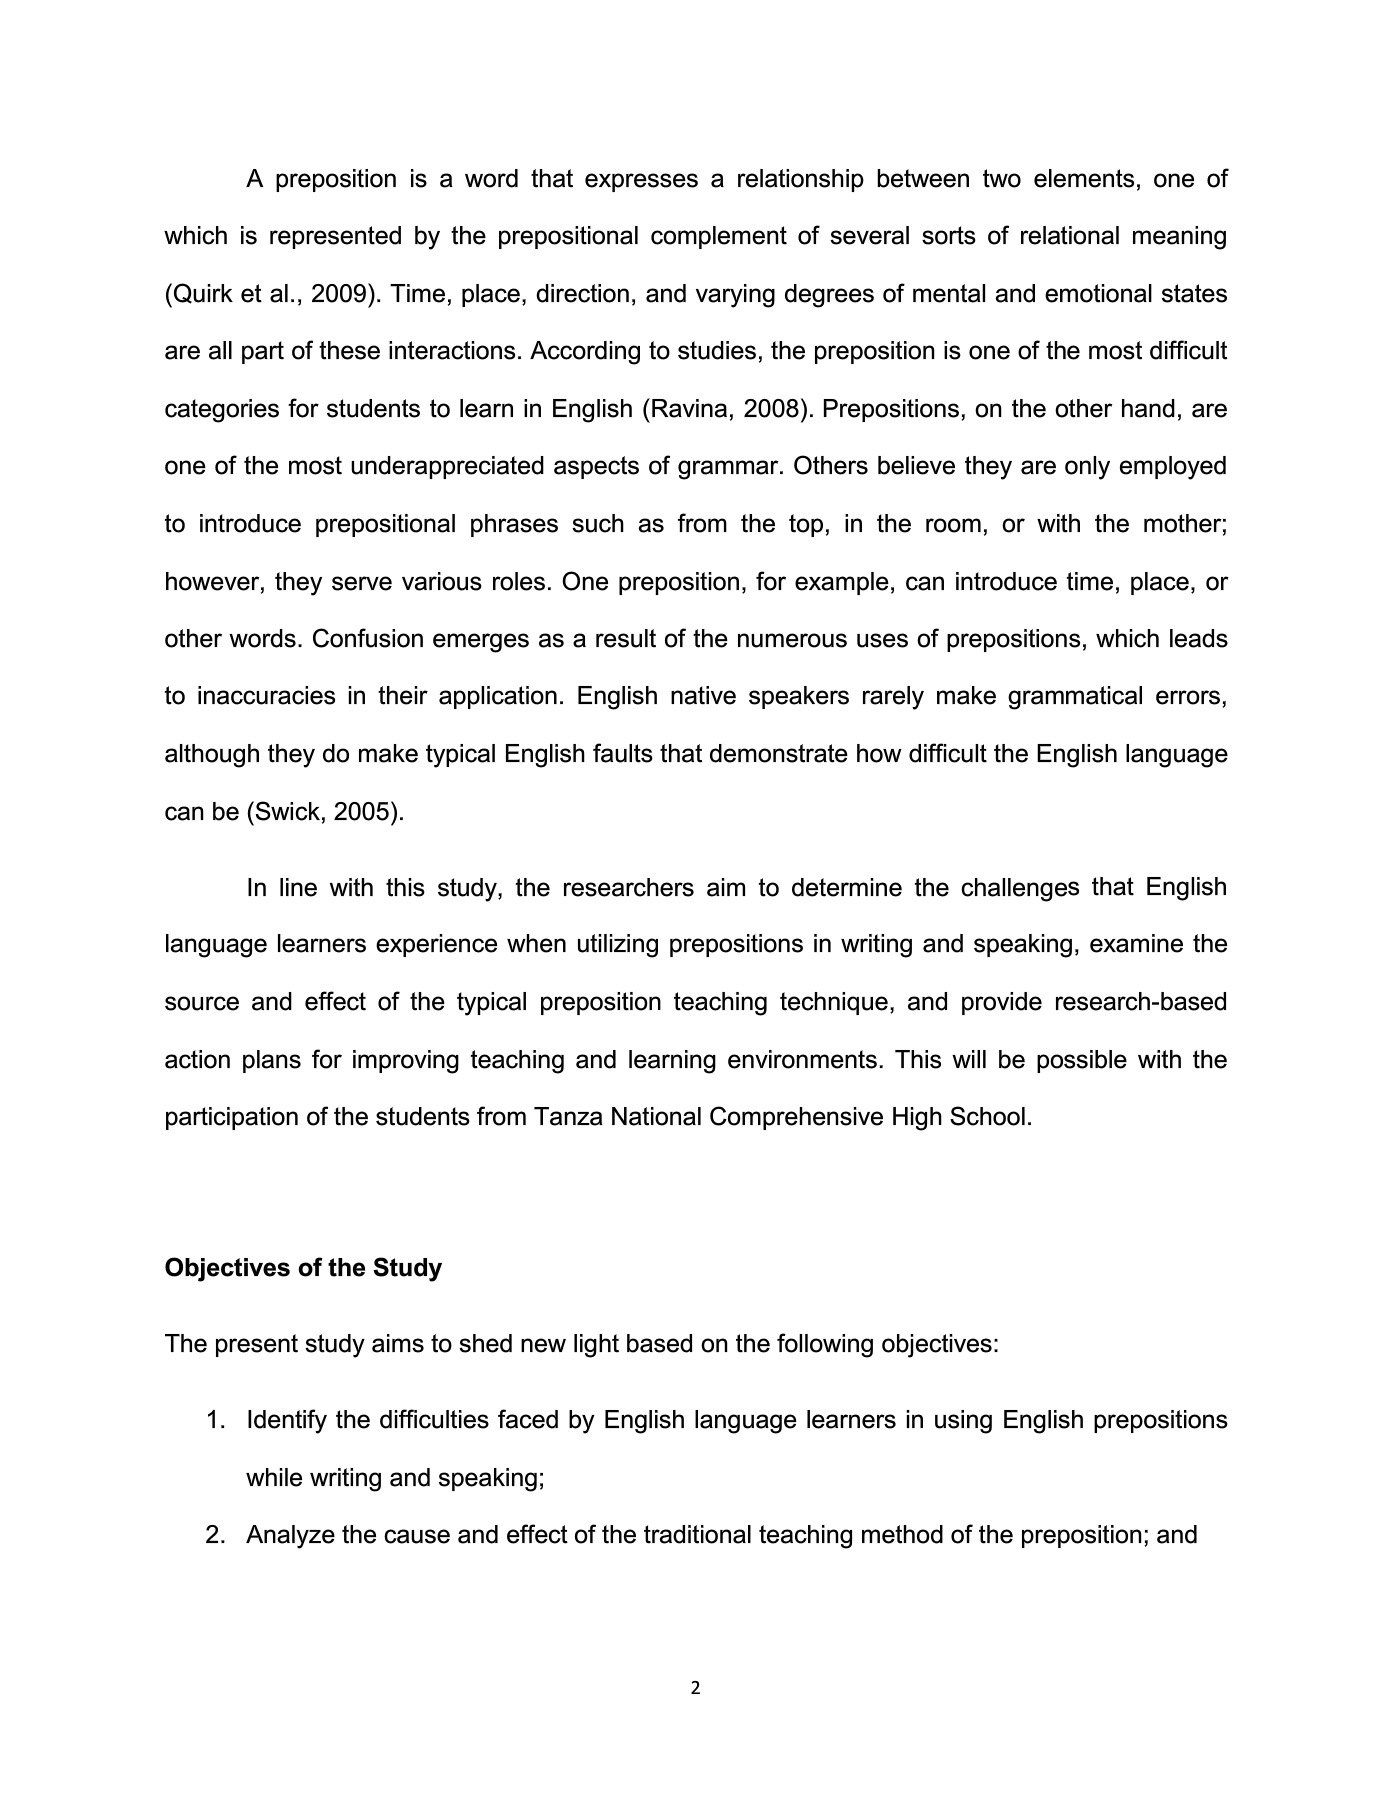 A preposition is a word that expresses a relationship between two elements, one of
which is represented by the prepositional complement of several sorts of relational meaning
(Quirk et al., 2009). Time, place, direction, and varying degrees of mental and emotional states
are all part of these interactions. According to studies, the preposition is one of the most difficult
categories for students to learn in English (Ravina, 2008). Prepositions, on the other hand, are
one of the most underappreciated aspects of grammar. Others believe they are only employed
to introduce prepositional phrases such as from the top, in the room, or with the mother;
however, they serve various roles. One preposition, for example, can introduce time, place, or
other words. Confusion emerges as a result of the numerous uses of prepositions, which leads
to inaccuracies in their application. English native speakers rarely make grammatical errors,
although they do make typical English faults that demonstrate how difficult the English language
can be (Swick, 2005).
In line with this study, the researchers aim to determine the challenges that English
language learners experience when utilizing prepositions in writing and speaking, examine the
source and effect of the typical preposition teaching technique, and provide research-based
action plans for improving teaching and learning environments. This will be possible with the
participation of the students from Tanza National Comprehensive High School.
Objectives of the Study
The present study aims to shed new light based on the following objectives:
1. Identify the difficulties faced by English language learners in using English prepositions
while writing and speaking;
2. Analyze the cause and effect of the traditional teaching method of the preposition; and
2